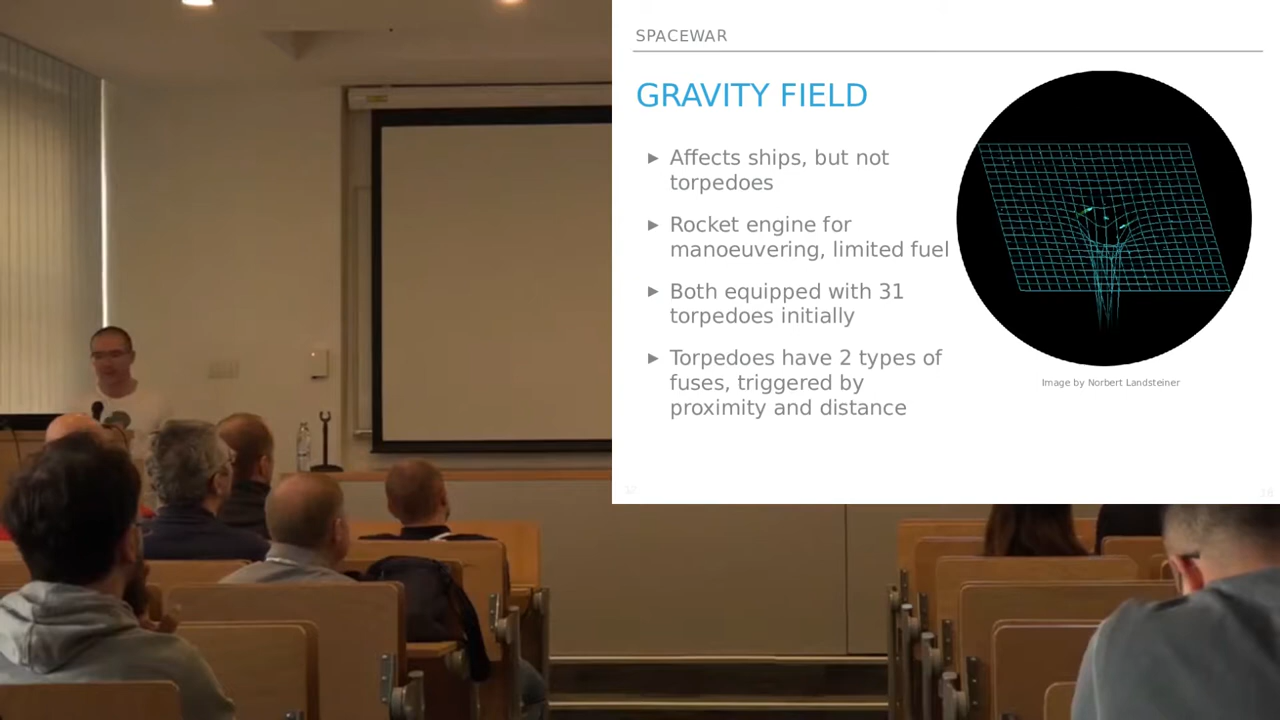 SPACEWAR
GRAVITY FIELD
▸ Affects ships, but not
torpedoes
▸ Rocket engine for
manoeuvering, limited fuel
▸ Both equipped with 31
torpedoes initially
▸ Torpedoes have 2 types of
fuses, triggered by
proximity and distance
Image by Norbert Landsteiner